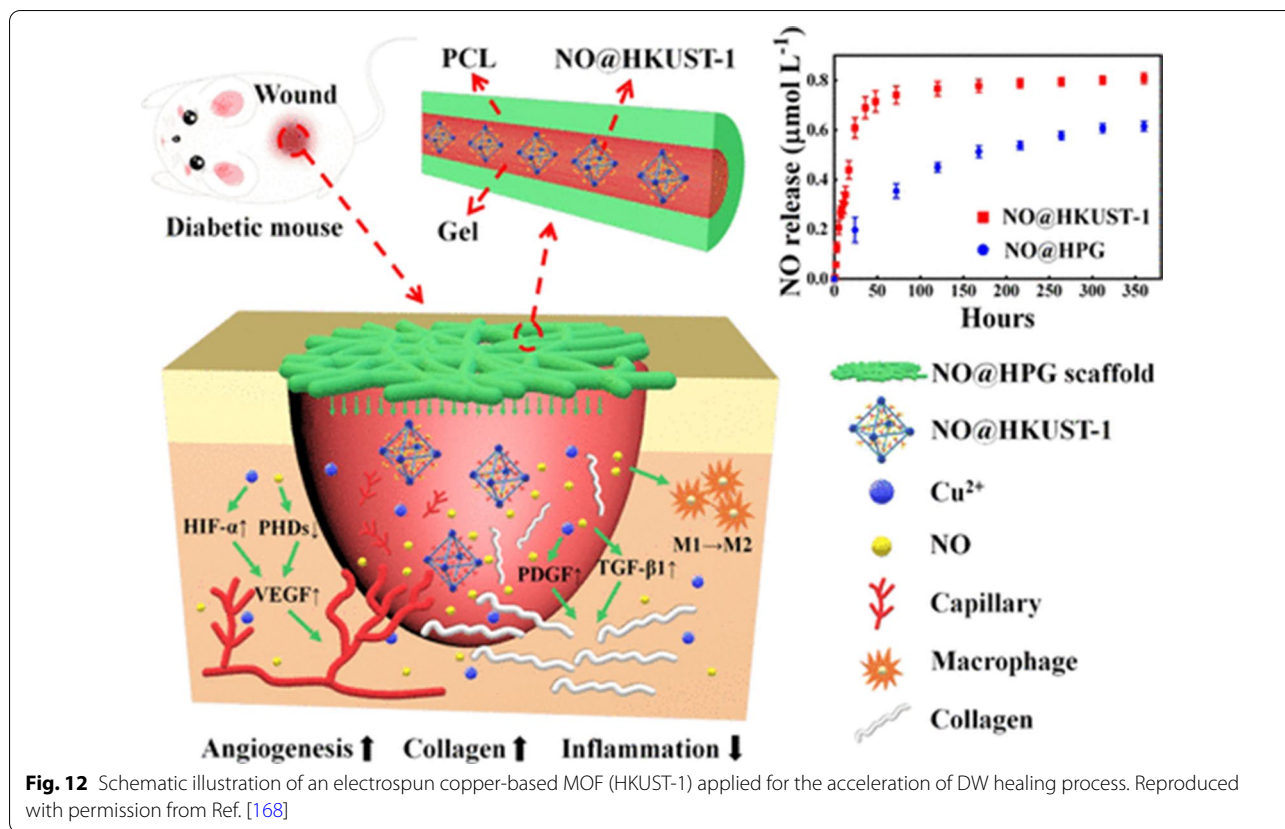 PCL
NO@HKUST-1
Wound
Diabetic mouse
Gel
NO release (μmol L⁻¹)
0.8
0.6
0.4
0.2
0.0
0 50 100 150 200 250 300 350
Hours
NO@HKUST-1
NO@HPG
NO@HPG scaffold
NO@HKUST-1
Cu²⁺
NO
Capillary
Macrophage
Collagen
HIF-α↑ PHDs↓
VEGF↑
PDGF↑ TGF-β1↑
M1→M2
Angiogenesis ⬆ Collagen ⬆ Inflammation ⬇
Fig. 12 Schematic illustration of an electrospun copper-based MOF (HKUST-1) applied for the acceleration of DW healing process. Reproduced
with permission from Ref. [168]